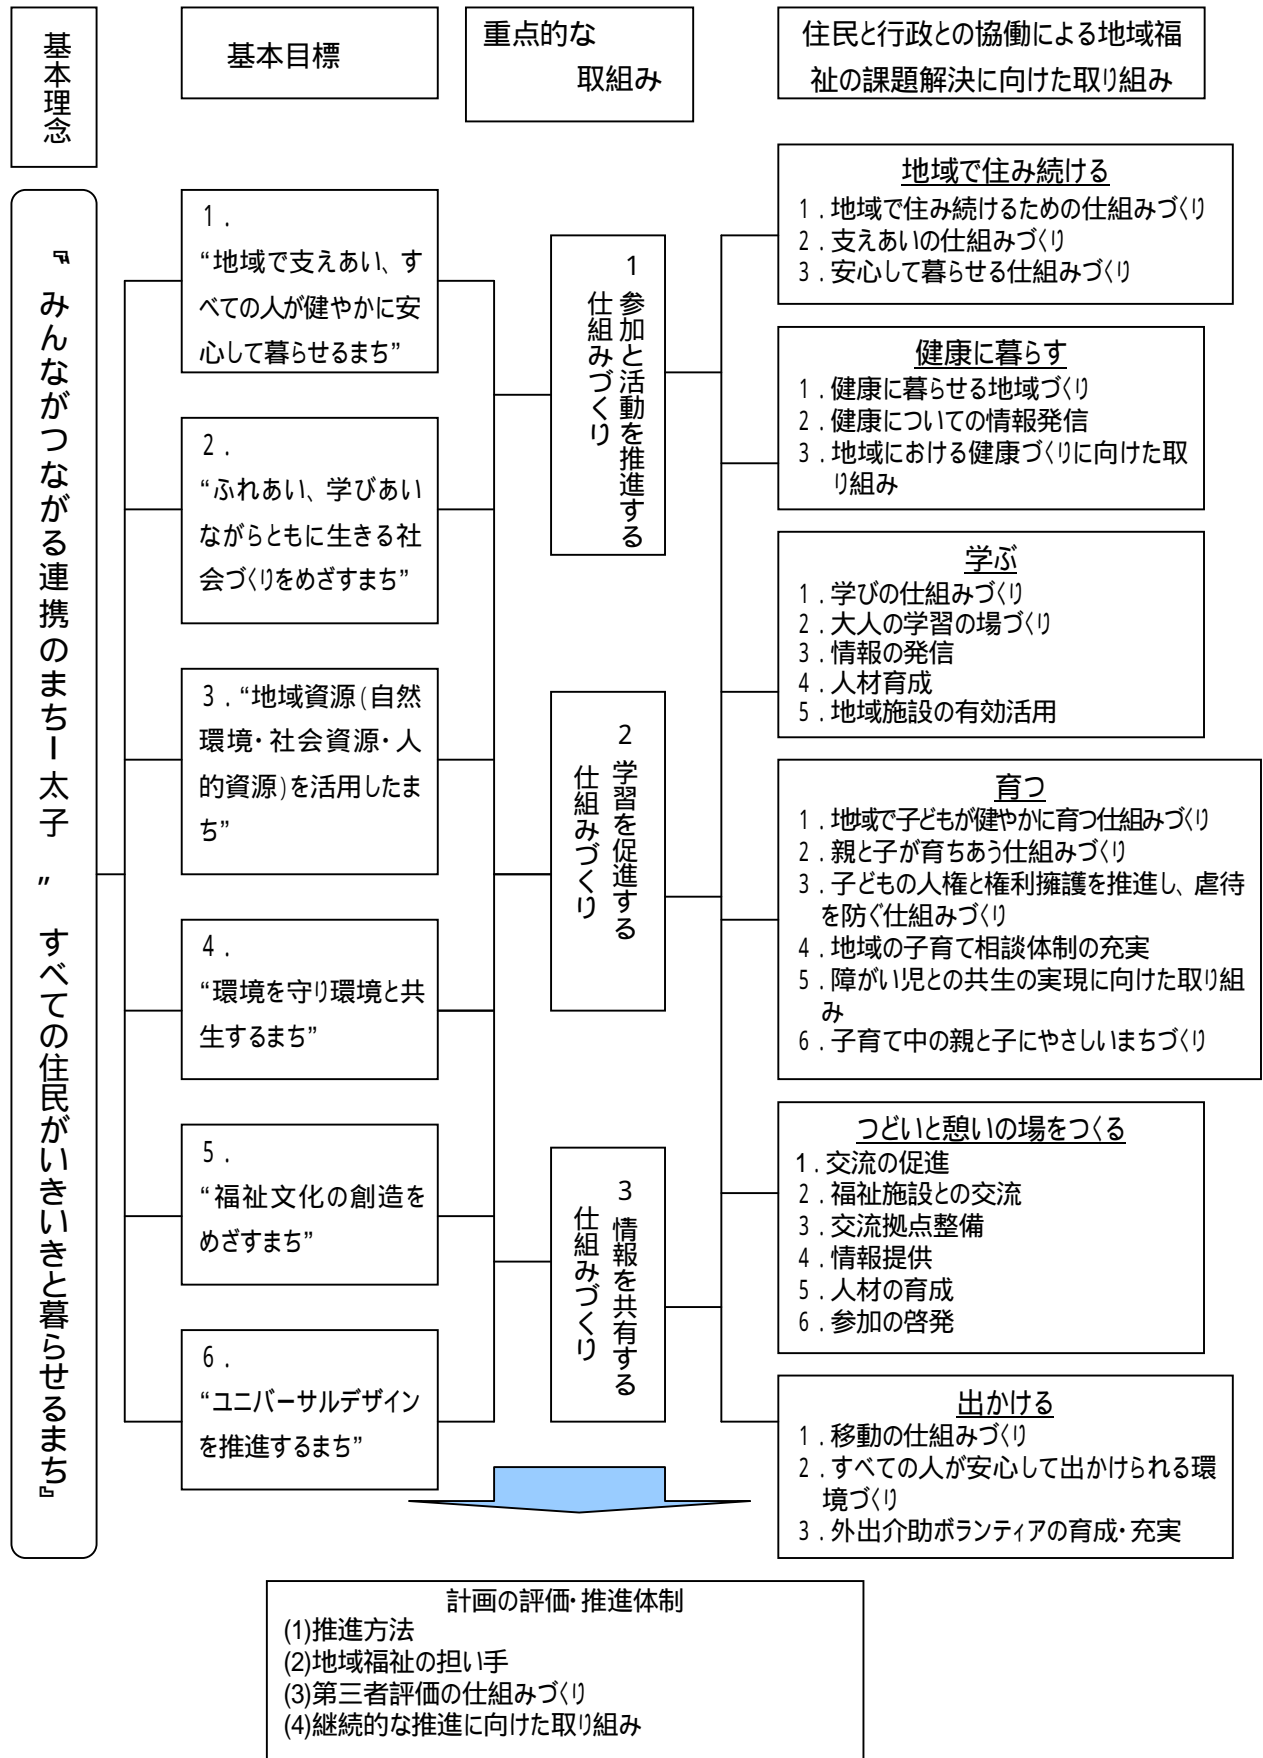 基本理念
基本目標
重点的な
取組み
住民と行政との協働による地域福
祉の課題解決に向けた取り組み
『みんながつながる連携のまちー太子〃 すべての住民がいきいきと暮らせるまち』
1．
“地域で支えあい、す
べての人が健やかに安
心して暮らせるまち”
2．
“ふれあい、学びあい
ながらともに生きる社
会づくりをめざすまち”
3．“地域資源(自然
環境・社会資源・人
的資源)を活用したま
ち”
4．
“環境を守り環境と共
生するまち”
5．
“福祉文化の創造を
めざすまち”
6．
“ユニバーサルデザイン
を推進するまち”
1 参加と活動を推進する
仕組みづくり
2 学習を促進する
仕組みづくり
3 情報を共有する
仕組みづくり
地域で住み続ける
1．地域で住み続けるための仕組みづくり
2．支えあいの仕組みづくり
3．安心して暮らせる仕組みづくり
健康に暮らす
1．健康に暮らせる地域づくり
2．健康についての情報発信
3．地域における健康づくりに向けた取
り組み
学ぶ
1．学びの仕組みづくり
2．大人の学習の場づくり
3．情報の発信
4．人材育成
5．地域施設の有効活用
育つ
1．地域で子どもが健やかに育つ仕組みづくり
2．親と子が育ちあう仕組みづくり
3．子どもの人権と権利擁護を推進し、虐待
を防ぐ仕組みづくり
4．地域の子育て相談体制の充実
5．障がい児との共生の実現に向けた取り組
み
6．子育て中の親と子にやさしいまちづくり
つどいと憩いの場をつくる
1．交流の促進
2．福祉施設との交流
3．交流拠点整備
4．情報提供
5．人材の育成
6．参加の啓発
出かける
1．移動の仕組みづくり
2．すべての人が安心して出かけられる環
境づくり
3．外出介助ボランティアの育成・充実
計画の評価・推進体制
(1)推進方法
(2)地域福祉の担い手
(3)第三者評価の仕組みづくり
(4)継続的な推進に向けた取り組み